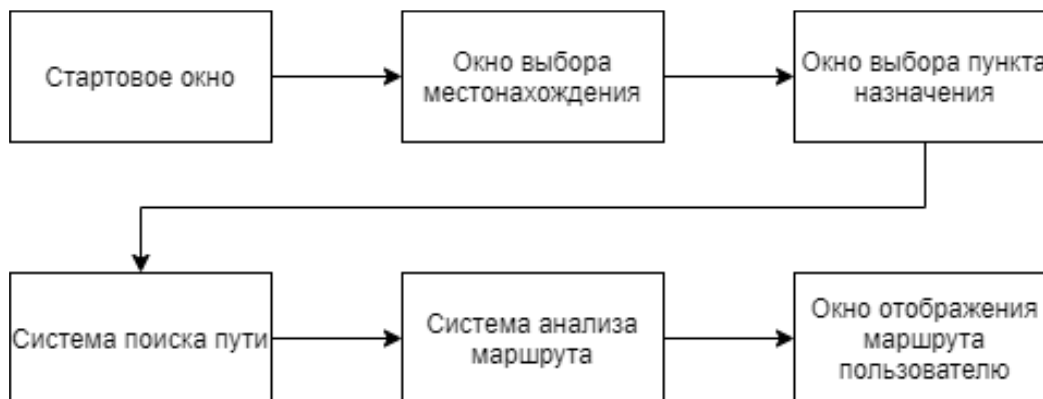 Стартовое окно
Окно выбора
местонахождения
Окно выбора пункта
назначения
Система поиска пути
Система анализа
маршрута
Окно отображения
маршрута
пользователю